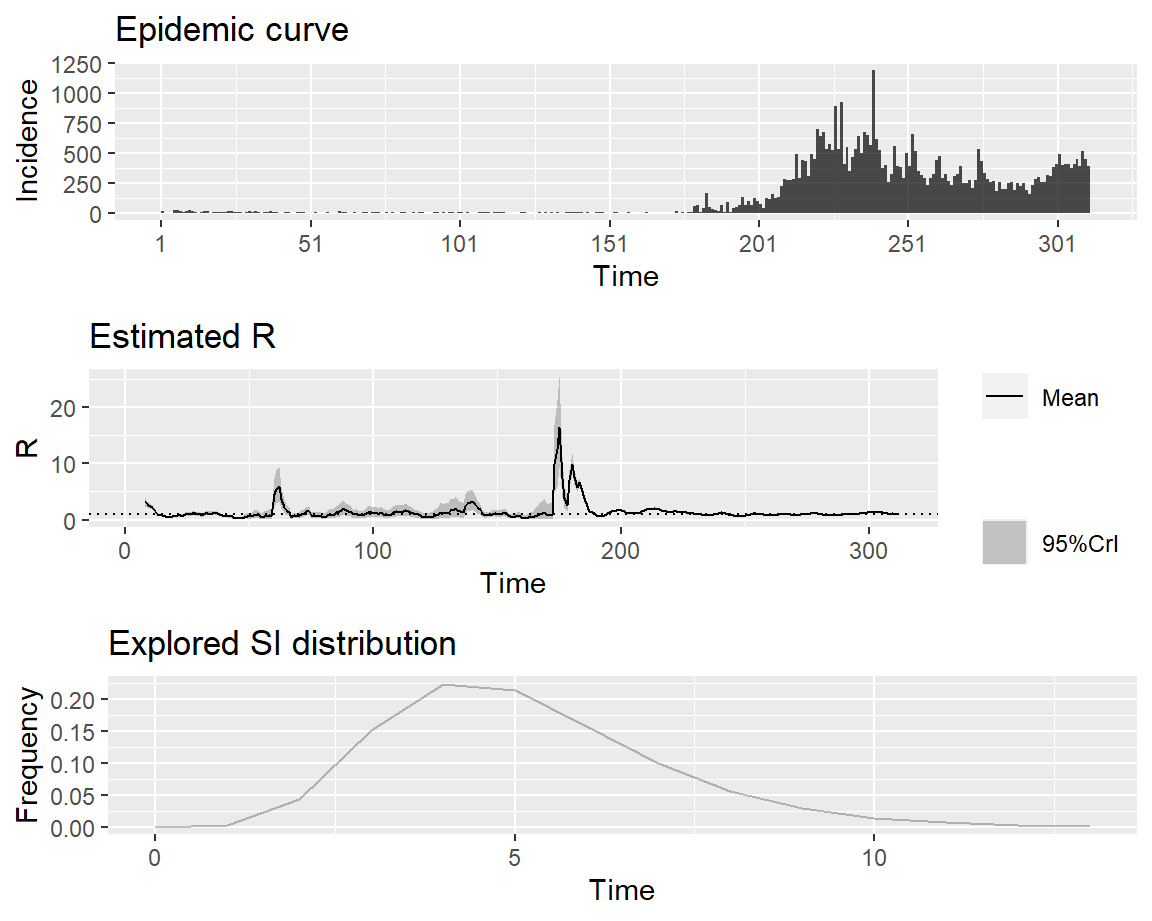 Epidemic curve
1250
1000
750
500
250
0
Incidence
1 51 101 151 201 251 301
Time
Estimated R
20
10
0
R
0 100 200 300
Time
Mean
95%CrI
Explored SI distribution
0.20
0.15
0.10
0.05
0.00
Frequency
0 5 10
Time